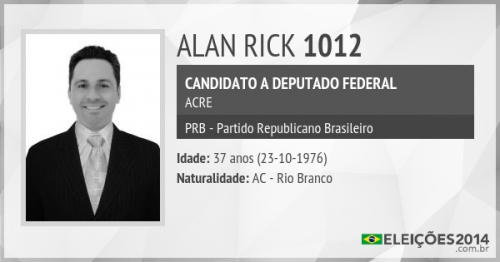 ALAN RICK 1012
CANDIDATO A DEPUTADO FEDERAL
ACRE
PRB - Partido Republicano Brasileiro
Idade: 37 anos (23-10-1976)
Naturalidade: AC - Rio Branco
ELEIÇÕES2014
.com.br